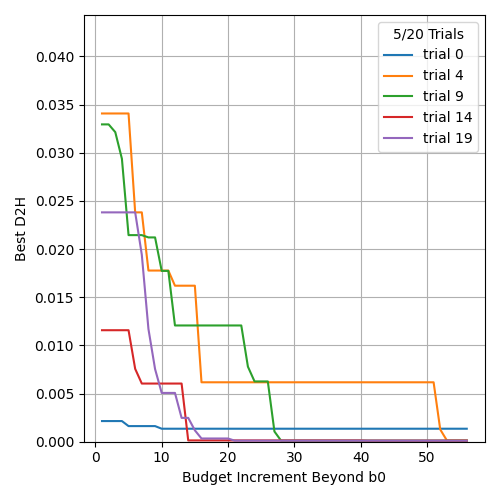 5/20 Trials
trial 0
trial 4
trial 9
trial 14
trial 19
0.040
0.035
0.030
0.025
0.020
0.015
0.010
0.005
0.000
Best D2H
0 10 20 30 40 50
Budget Increment Beyond b0